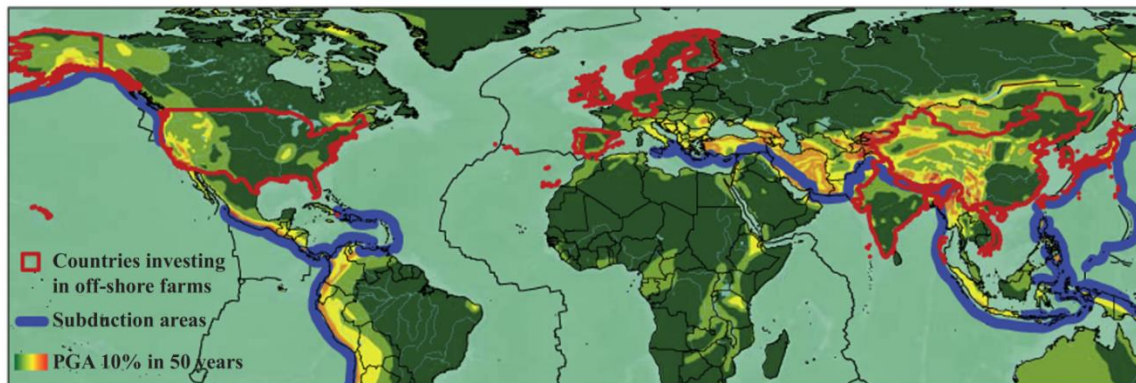 Countries investing
in off-shore farms
Subduction areas
PGA 10% in 50 years